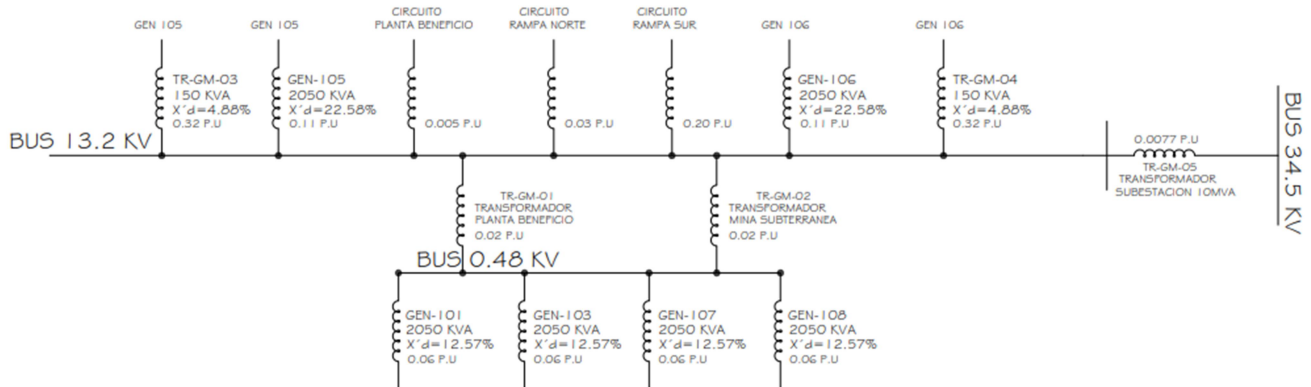 GEN 105
GEN 105
CIRCUITO
PLANTA BENEFICIO
CIRCUITO
RAMPA NORTE
CIRCUITO
RAMPA SUR
GEN 106
GEN 106
TR-GM-03
150 KVA
X´d=4.88%
0.32 P.U
GEN-105
2050 KVA
X´d=22.58%
0.11 P.U
0.005 P.U
0.03 P.U
0.20 P.U
GEN-106
2050 KVA
X´d=22.58%
0.11 P.U
TR-GM-04
150 KVA
X´d=4.88%
0.32 P.U
BUS 13.2 KV
0.0077 P.U
TR-GM-05
TRANSFORMADOR
SUBESTACION 10MVA
BUS 34.5 KV
TR-GM-01
TRANSFORMADOR
PLANTA BENEFICIO
0.02 P.U
TR-GM-02
TRANSFORMADOR
MINA SUBTERRANEA
0.02 P.U
BUS 0.48 KV
GEN-101
2050 KVA
X´d=12.57%
0.06 P.U
GEN-103
2050 KVA
X´d=12.57%
0.06 P.U
GEN-107
2050 KVA
X´d=12.57%
0.06 P.U
GEN-108
2050 KVA
X´d=12.57%
0.06 P.U